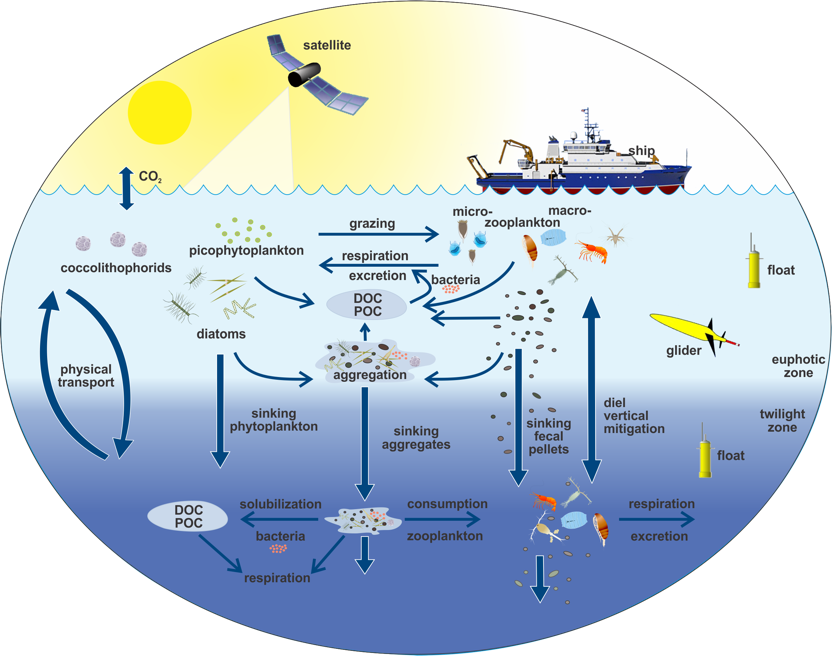 satellite
ship
CO2
grazing
micro-
macro-
zooplankton
picophytoplankton
respiration
excretion
bacteria
coccolithophorids
float
DOC
POC
diatoms
glider
aggregation
physical
transport
euphotic
zone
sinking
phytoplankton
sinking
aggregates
sinking
fecal
pellets
diel
vertical
mitigation
twilight
zone
float
DOC
POC
solubilization
bacteria
consumption
zooplankton
respiration
excretion
respiration